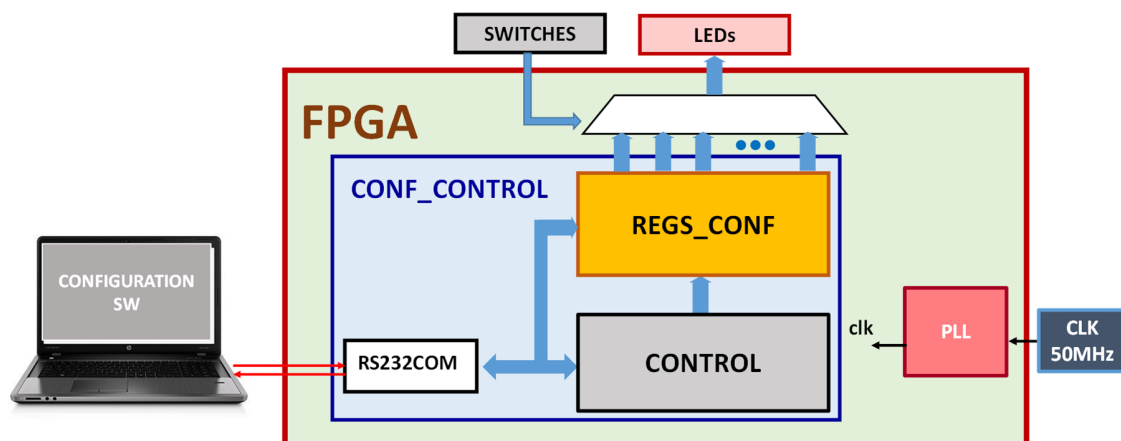 SWITCHES
LEDs
FPGA
CONF_CONTROL
REGS_CONF
CONFIGURATION
SW
clk
PLL
CLK
50MHz
RS232COM
CONTROL